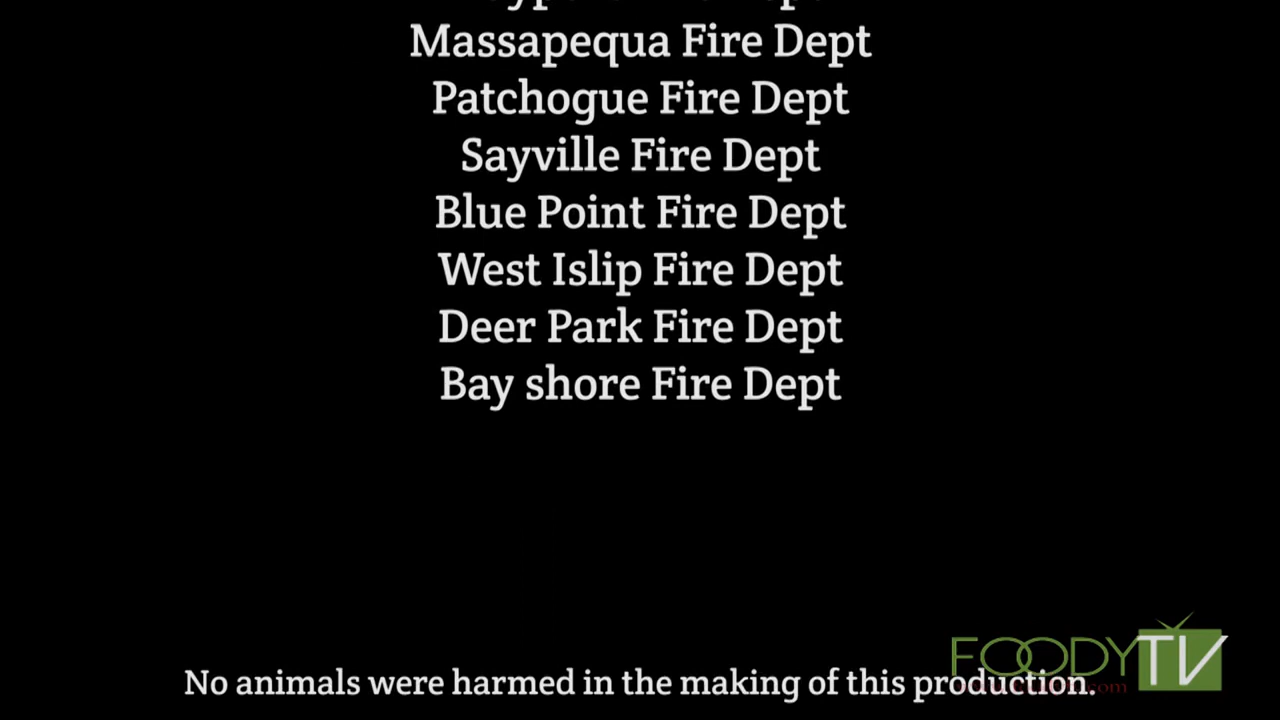 Massapequa Fire Dept
Patchogue Fire Dept
Sayville Fire Dept
Blue Point Fire Dept
West Islip Fire Dept
Deer Park Fire Dept
Bay shore Fire Dept
FOODYTV
No animals were harmed in the making of this production.